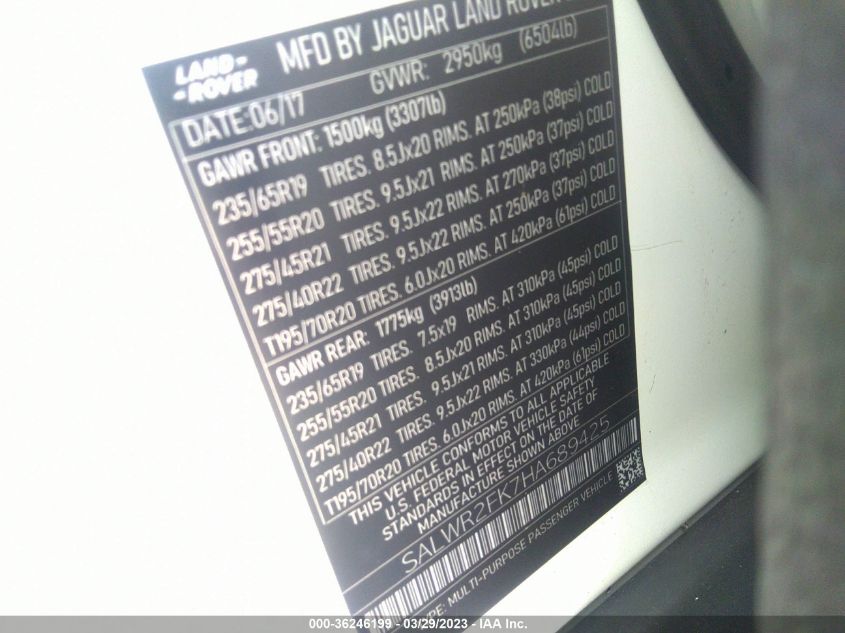 LAND-
-ROVER
MFD BY JAGUAR LAND ROVER
DATE: 06/17 GVWR: 2950kg (6504lb)
GAWR FRONT: 1500kg (3307lb)
235/65R19 TIRES. 8.5Jx20 RIMS. AT 250kPa (38psi) COLD
255/55R20 TIRES. 9.5Jx21 RIMS. AT 250kPa (37psi) COLD
275/45R21 TIRES. 9.5Jx22 RIMS. AT 270kPa (37psi) COLD
275/40R22 TIRES. 9.5Jx22 RIMS. AT 250kPa (37psi) COLD
T195/70R20 TIRES. 6.0Jx20 RIMS. AT 420kPa (61psi) COLD
GAWR REAR: 1775kg (3913lb)
235/65R19 TIRES. 7.5x19 RIMS. AT 310kPa (45psi) COLD
255/55R20 TIRES. 8.5Jx20 RIMS. AT 310kPa (45psi) COLD
275/45R21 TIRES. 9.5Jx21 RIMS. AT 310kPa (45psi) COLD
275/40R22 TIRES. 9.5Jx22 RIMS. AT 330kPa (44psi) COLD
T195/70R20 TIRES. 6.0Jx20 RIMS. AT 420kPa (61psi) COLD
THIS VEHICLE CONFORMS TO ALL APPLICABLE
U.S. FEDERAL MOTOR VEHICLE SAFETY
STANDARDS IN EFFECT ON THE DATE OF
MANUFACTURE SHOWN ABOVE
SALWR2FK7HA689425
TYPE: MULTI-PURPOSE PASSENGER VEHICLE
000-36246199 — 03/29/2023 — © IAA Inc.